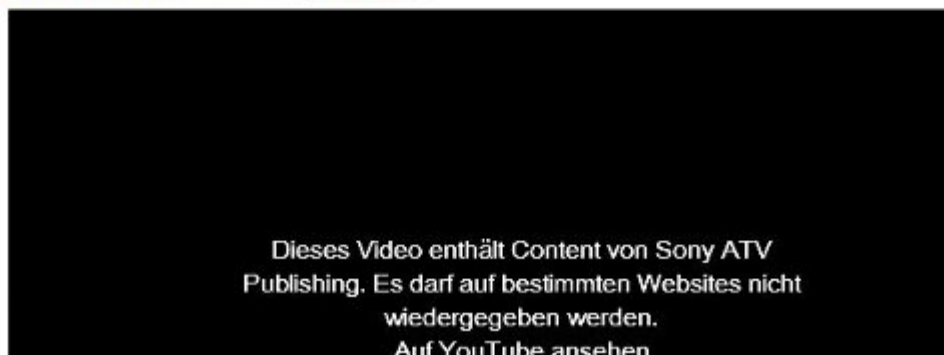 Dieses Video enthält Content von Sony ATV
Publishing. Es darf auf bestimmten Websites nicht
wiedergegeben werden.
Auf YouTube ansehen